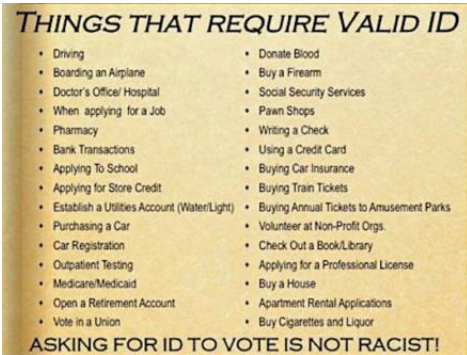 THINGS THAT REQUIRE VALID ID
• Driving
• Boarding an Airplane
• Doctor's Office/ Hospital
• When applying for a Job
• Pharmacy
• Bank Transactions
• Applying To School
• Applying for Store Credit
• Establish a Utilities Account (Water/Light)
• Purchasing a Car
• Car Registration
• Outpatient Testing
• Medicare/Medicaid
• Open a Retirement Account
• Vote in a Union
• Donate Blood
• Buy a Firearm
• Social Security Services
• Pawn Shops
• Writing a Check
• Using a Credit Card
• Buying Car Insurance
• Buying Train Tickets
• Buying Annual Tickets to Amusement Parks
• Volunteer at Non-Profit Orgs.
• Check Out a Book/Library
• Applying for a Professional License
• Buy a House
• Apartment Rental Applications
• Buy Cigarettes and Liquor
ASKING FOR ID TO VOTE IS NOT RACIST!